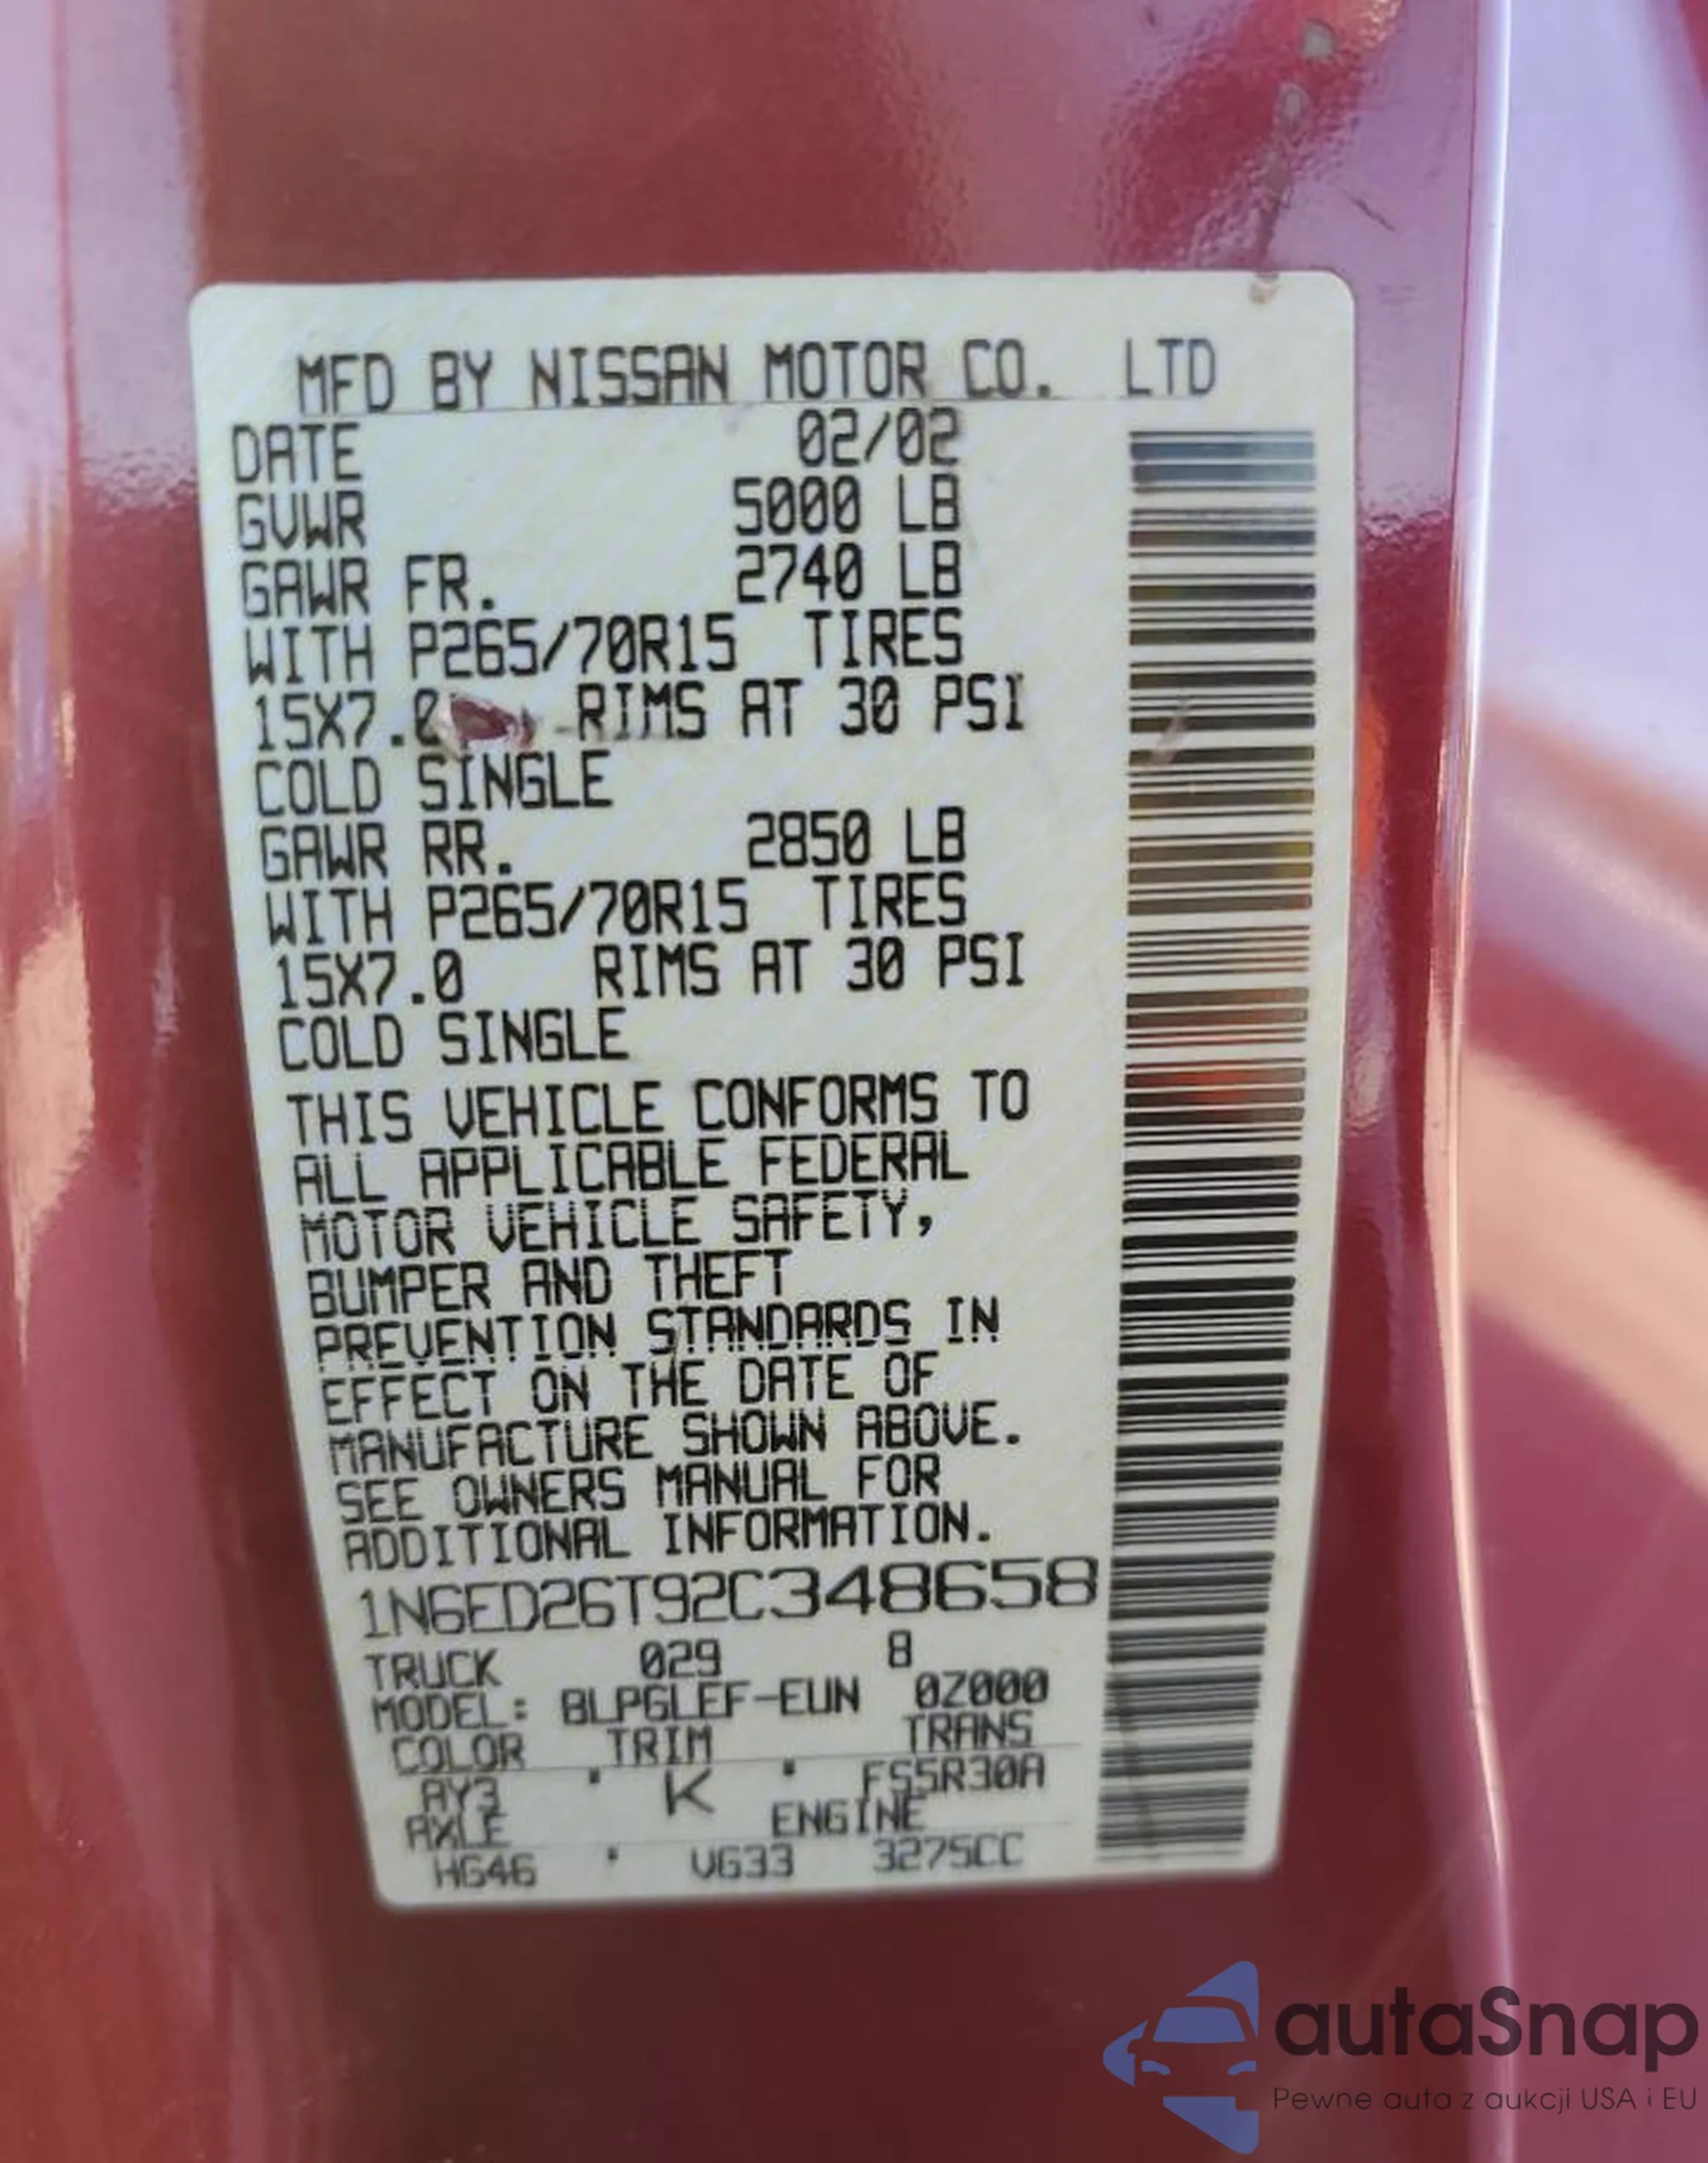 MFD BY NISSAN MOTOR CO. LTD
DATE 02/02
GVWR 5000 LB
GAWR FR. 2740 LB
WITH P265/70R15 TIRES
15X7.0 RIMS AT 30 PSI
COLD SINGLE
GAWR RR. 2850 LB
WITH P265/70R15 TIRES
15X7.0 RIMS AT 30 PSI
COLD SINGLE
THIS VEHICLE CONFORMS TO
ALL APPLICABLE FEDERAL
MOTOR VEHICLE SAFETY,
BUMPER AND THEFT
PREVENTION STANDARDS IN
EFFECT ON THE DATE OF
MANUFACTURE SHOWN ABOVE.
SEE OWNERS MANUAL FOR
ADDITIONAL INFORMATION.
1N6ED26T92C348658
TRUCK 029 8
MODEL: BLPGLEF-EUN 0Z000
COLOR TRIM TRANS
AY3 K FS5R30A
AXLE ENGINE
HG46 VG33 3275CC
autaSnap
Pewne auta z aukcji USA i EU